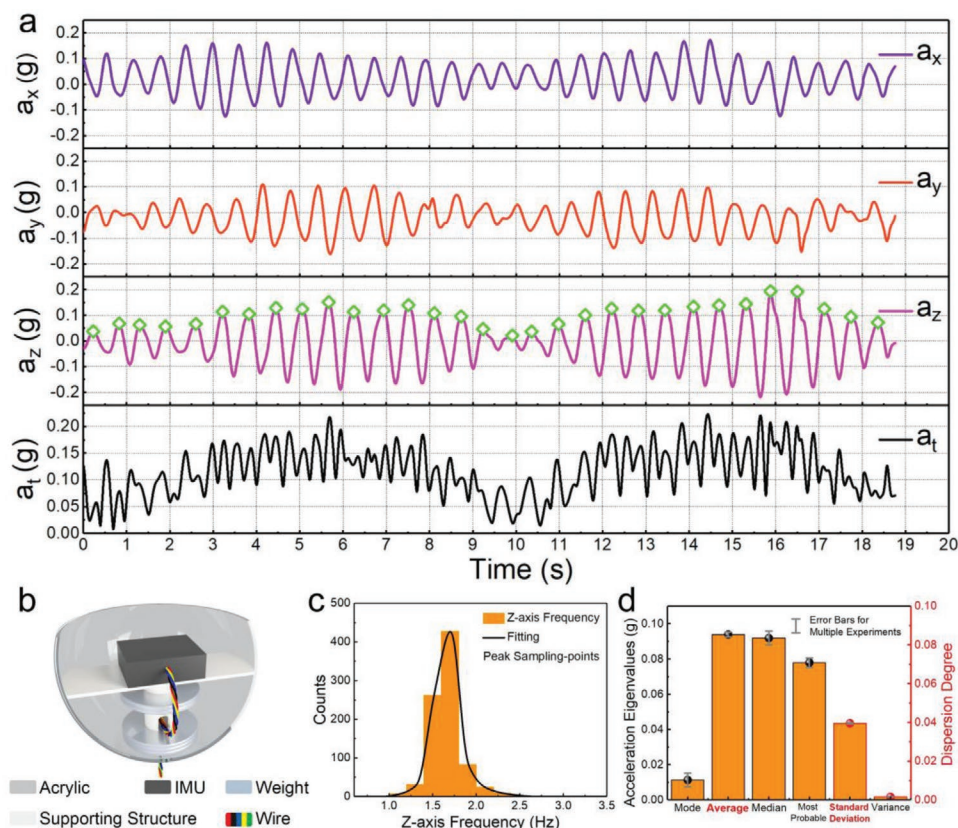 a
a_x(g)
0.2
0.1
0.0
-0.1
-0.2
a_x
a_y(g)
0.2
0.1
0.0
-0.1
-0.2
a_y
a_z(g)
0.2
0.1
0.0
-0.1
-0.2
a_z
a_t(g)
0.20
0.15
0.10
0.05
0.00
a_t
0 1 2 3 4 5 6 7 8 9 10 11 12 13 14 15 16 17 18 19 20
Time (s)
b
Acrylic IMU Weight
Supporting Structure Wire
c
Counts
500
400
300
200
100
0
Z-axis Frequency
Fitting
Peak Sampling-points
1.0 1.5 2.0 2.5 3.0 3.5
Z-axis Frequency (Hz)
d
Acceleration Eigenvalues (g)
0.10
0.08
0.06
0.04
0.02
0.00
Error Bars for
Multiple Experiments
Mode Average Median Most Standard Variance
Probable Deviation
0.10
0.08
0.06
0.04
0.02
0.00
Dispersion Degree